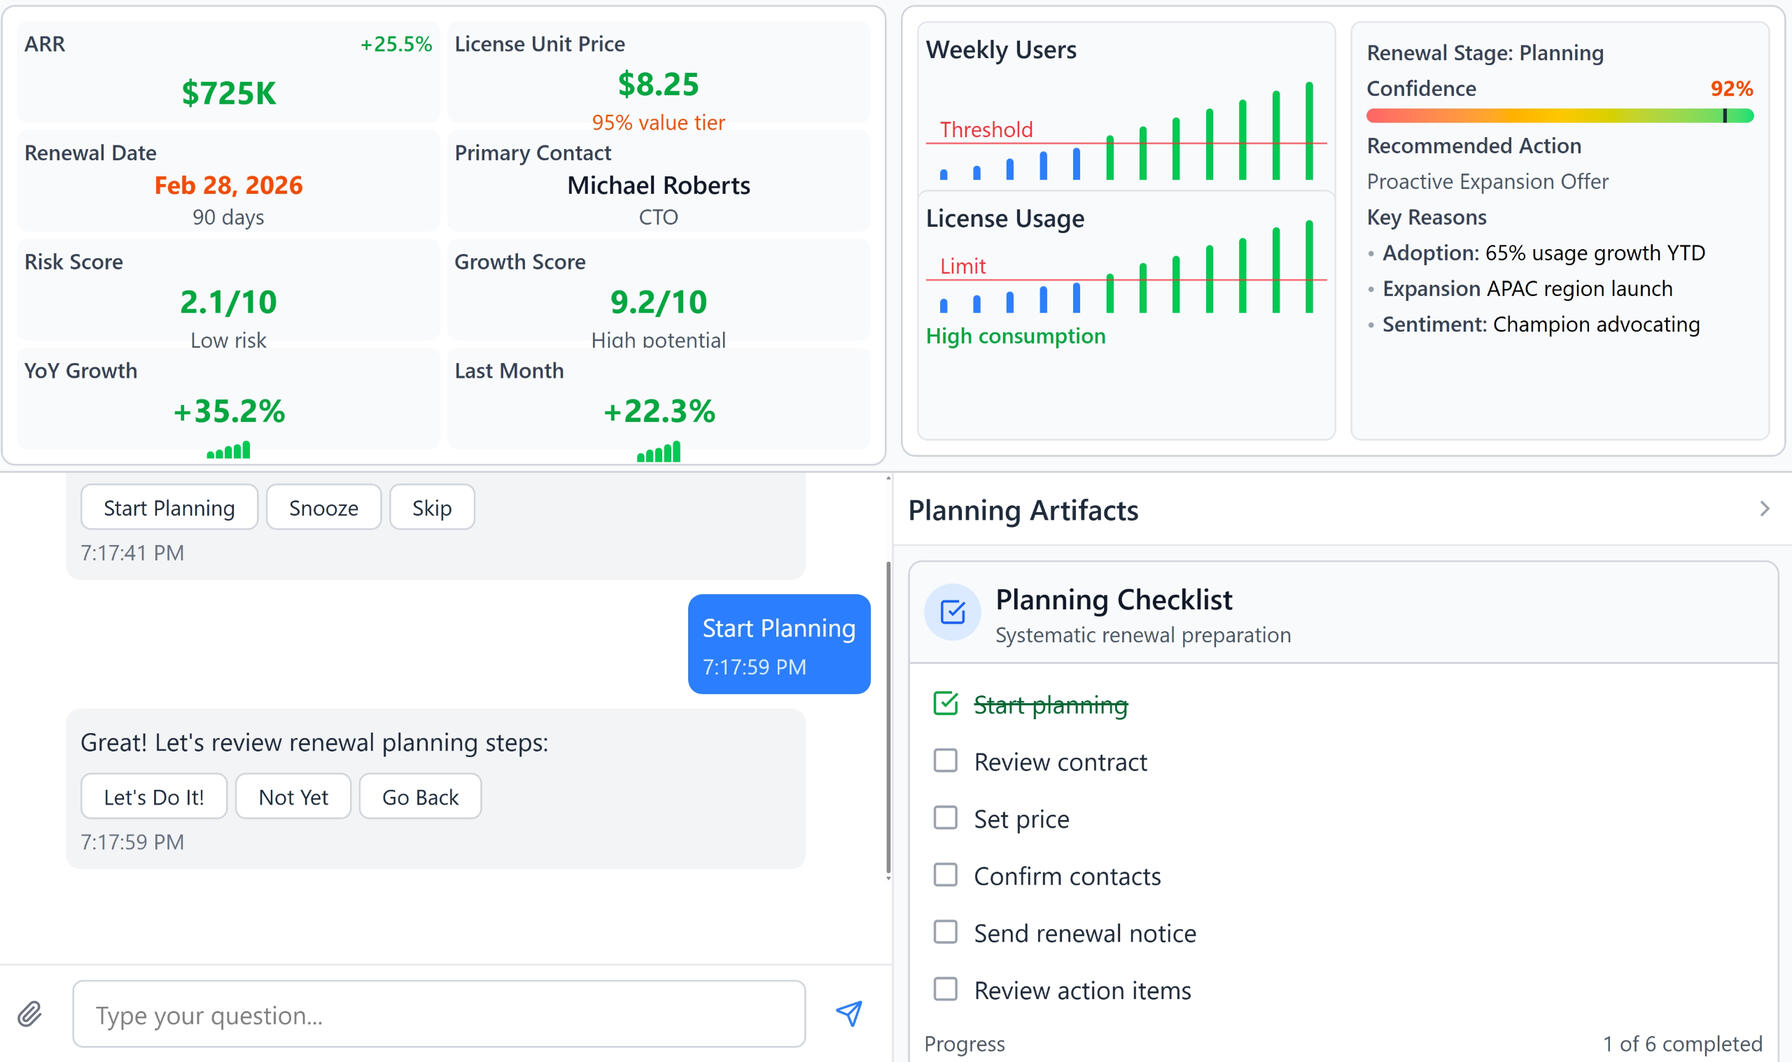 ARR
+25.5%
$725K
License Unit Price
$8.25
95% value tier
Renewal Date
Feb 28, 2026
90 days
Primary Contact
Michael Roberts
CTO
Risk Score
2.1/10
Low risk
Growth Score
9.2/10
High potential
YoY Growth
+35.2%
Last Month
+22.3%
Weekly Users
Threshold
License Usage
Limit
High consumption
Renewal Stage: Planning
Confidence
92%
Recommended Action
Proactive Expansion Offer
Key Reasons
• Adoption: 65% usage growth YTD
• Expansion APAC region launch
• Sentiment: Champion advocating
Start Planning
Snooze
Skip
7:17:41 PM
Start Planning
7:17:59 PM
Great! Let's review renewal planning steps:
Let's Do It!
Not Yet
Go Back
7:17:59 PM
Type your question...
Planning Artifacts
Planning Checklist
Systematic renewal preparation
Start planning
Review contract
Set price
Confirm contacts
Send renewal notice
Review action items
Progress
1 of 6 completed